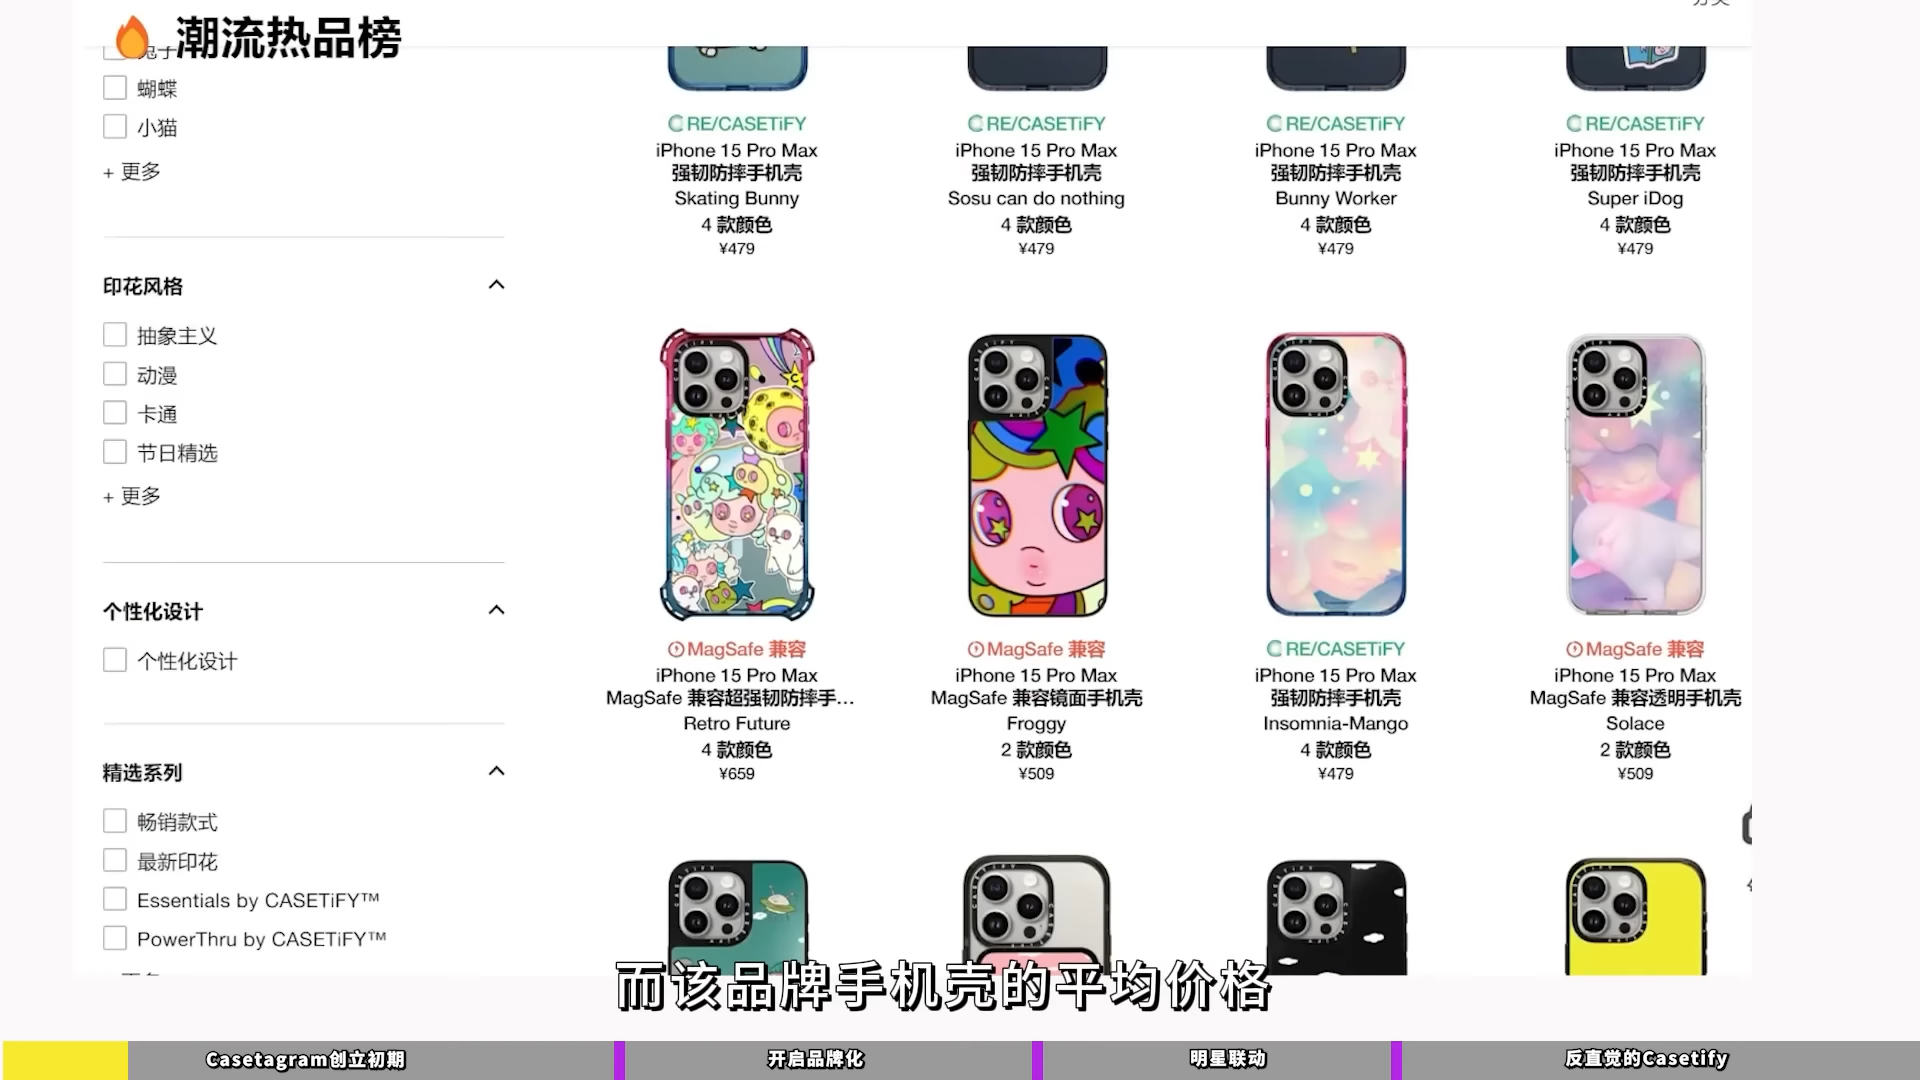 潮流热品榜
兔子
蝴蝶
小猫
+ 更多
印花风格
抽象主义
动漫
卡通
节日精选
+ 更多
个性化设计
个性化设计
精选系列
畅销款式
最新印花
Essentials by CASETiFY™
PowerThru by CASETiFY™
RE/CASETiFY
iPhone 15 Pro Max
强韧防摔手机壳
Skating Bunny
4 款颜色
¥479
RE/CASETiFY
iPhone 15 Pro Max
强韧防摔手机壳
Sosu can do nothing
4 款颜色
¥479
RE/CASETiFY
iPhone 15 Pro Max
强韧防摔手机壳
Bunny Worker
4 款颜色
¥479
RE/CASETiFY
iPhone 15 Pro Max
强韧防摔手机壳
Super iDog
4 款颜色
¥479
MagSafe 兼容
iPhone 15 Pro Max
MagSafe 兼容超强韧防摔手…
Retro Future
4 款颜色
¥659
MagSafe 兼容
iPhone 15 Pro Max
MagSafe 兼容镜面手机壳
Froggy
2 款颜色
¥509
RE/CASETiFY
iPhone 15 Pro Max
强韧防摔手机壳
Insomnia-Mango
4 款颜色
¥479
MagSafe 兼容
iPhone 15 Pro Max
MagSafe 兼容透明手机壳
Solace
2 款颜色
¥509
而该品牌手机壳的平均价格
Casetagram创立初期
开启品牌化
明星联动
反直觉的Casetify